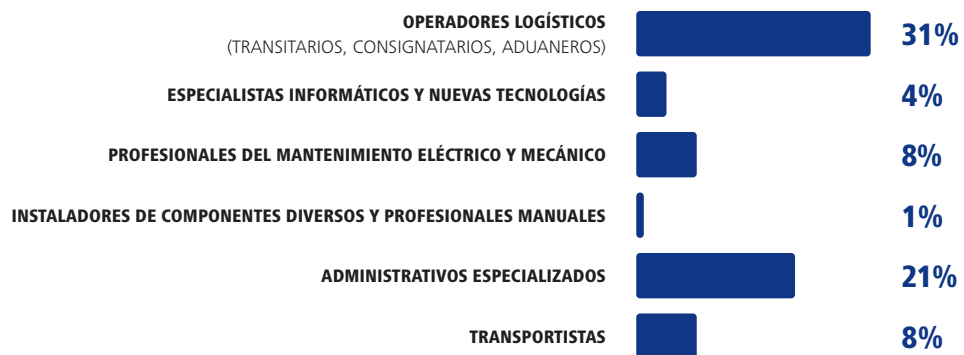 OPERADORES LOGÍSTICOS 31%
(TRANSITARIOS, CONSIGNATARIOS, ADUANEROS)
ESPECIALISTAS INFORMÁTICOS Y NUEVAS TECNOLOGÍAS 4%
PROFESIONALES DEL MANTENIMIENTO ELÉCTRICO Y MECÁNICO 8%
INSTALADORES DE COMPONENTES DIVERSOS Y PROFESIONALES MANUALES 1%
ADMINISTRATIVOS ESPECIALIZADOS 21%
TRANSPORTISTAS 8%